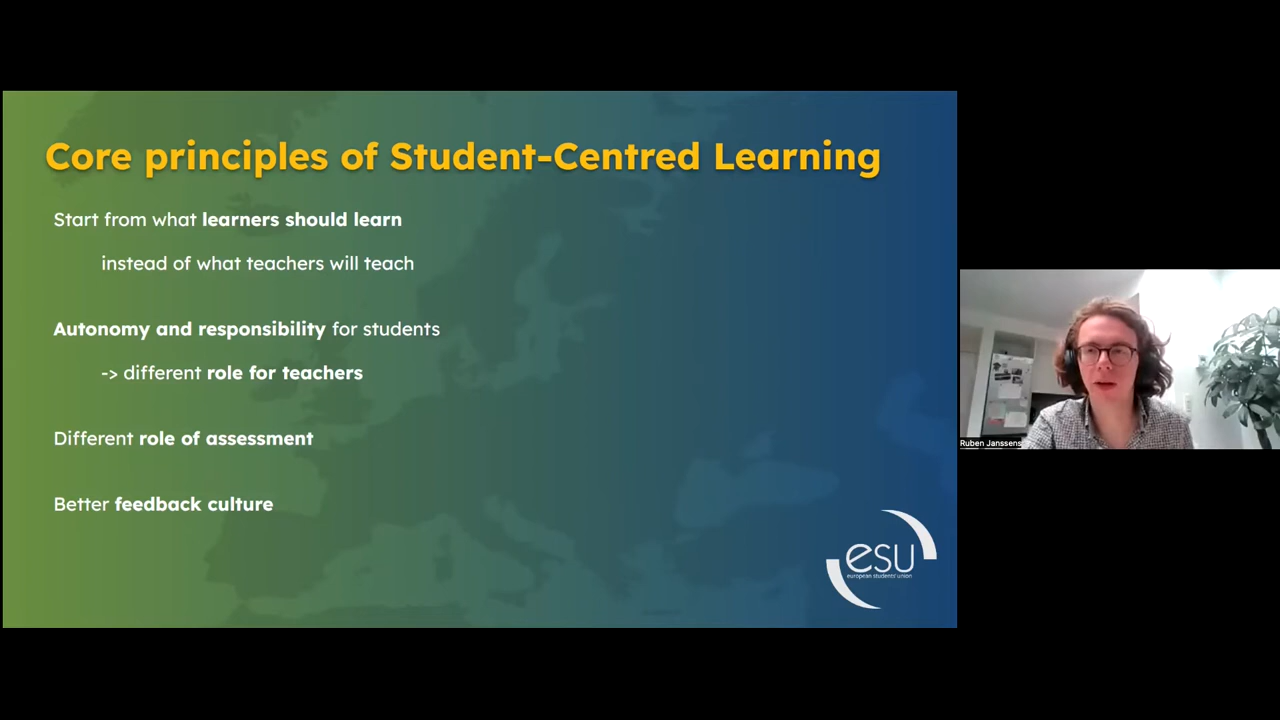 Core principles of Student-Centred Learning
Start from what learners should learn
instead of what teachers will teach
Autonomy and responsibility for students
-> different role for teachers
Different role of assessment
Better feedback culture
esu
european students' union
Ruben Janssens